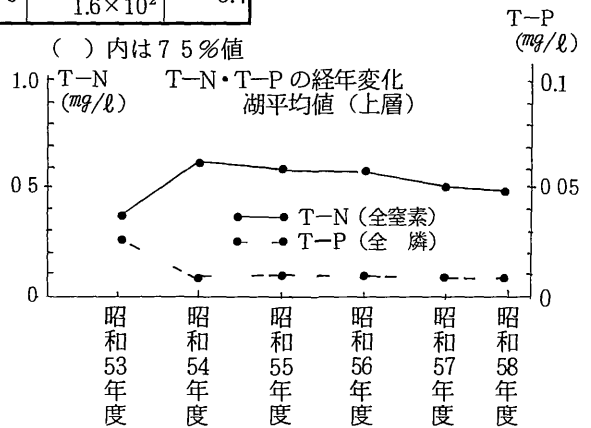 1.6×10²
( )内は75%値
T-N
(mg/ℓ)
T-N・T-Pの経年変化
湖平均値(上層)
T-P
(mg/ℓ)
1.0
0.1
0 5
0 05
0
0
T-N(全窒素)
T-P(全 燐)
昭和53年度
昭和54年度
昭和55年度
昭和56年度
昭和57年度
昭和58年度